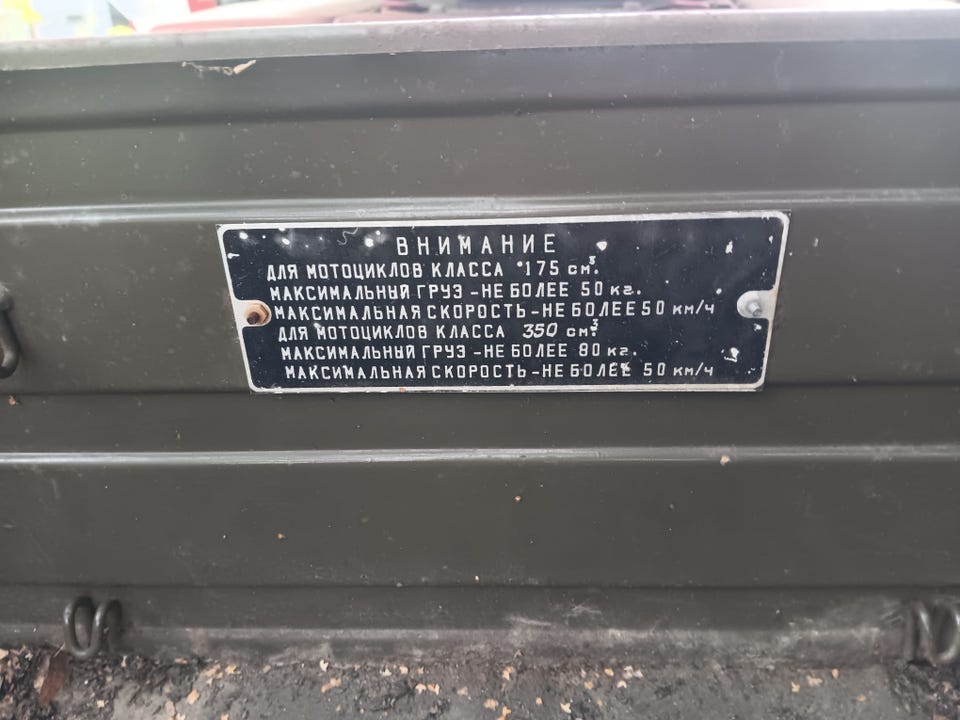 ВНИМАНИЕ
ДЛЯ МОТОЦИКЛОВ КЛАССА 175 см³.
МАКСИМАЛЬНЫЙ ГРУЗ - НЕ БОЛЕЕ 50 кг.
МАКСИМАЛЬНАЯ СКОРОСТЬ - НЕ БОЛЕЕ 50 км/ч
ДЛЯ МОТОЦИКЛОВ КЛАССА 350 см³.
МАКСИМАЛЬНЫЙ ГРУЗ - НЕ БОЛЕЕ 80 кг.
МАКСИМАЛЬНАЯ СКОРОСТЬ - НЕ БОЛЕЕ 50 км/ч